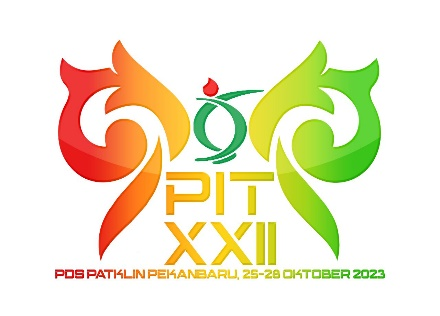 PIT
XXII
PDS PATKLIN PEKANBARU, 25-28 OKTOBER 2023